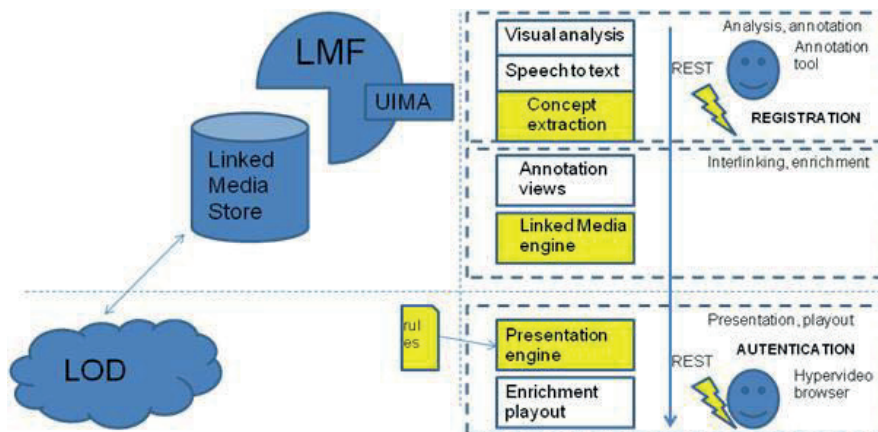 LMF
UIMA
Linked
Media
Store
LOD
Visual analysis
Speech to text
Concept
extraction
Analysis, annotation
Annotation
tool
REST
REGISTRATION
Annotation
views
Linked Media
engine
Interlinking, enrichment
rul
es
Presentation
engine
Enrichment
playout
Presentation, playout
AUTENTICATION
REST
Hypervideo
browser